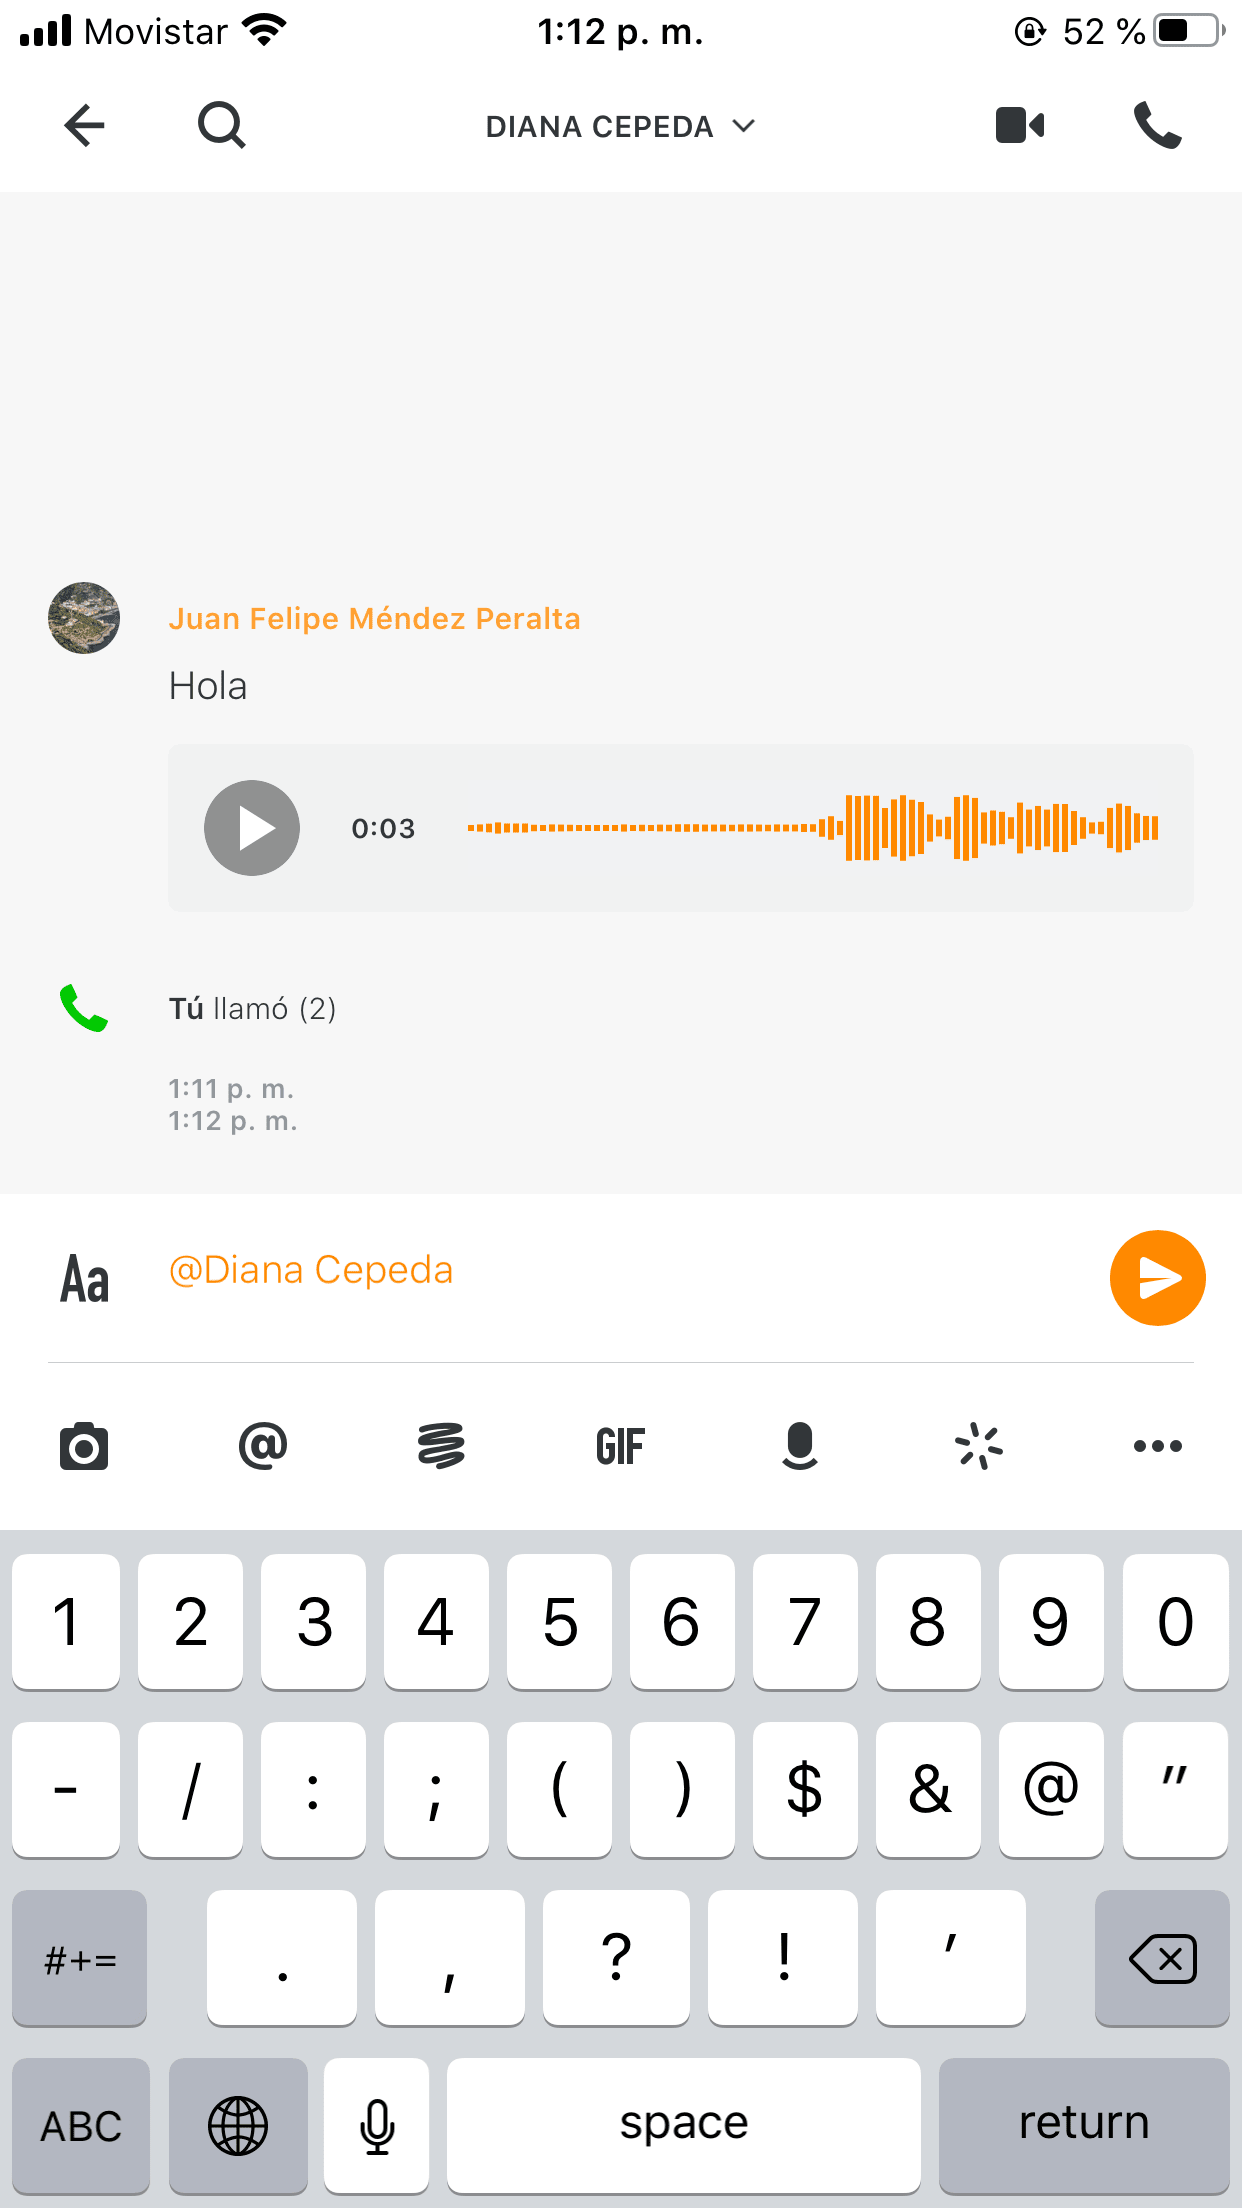 Movistar 1:12 p. m. 52 %
DIANA CEPEDA
Juan Felipe Méndez Peralta
Hola
0:03
Tú llamó (2)
1:11 p. m.
1:12 p. m.
Aa @Diana Cepeda
@ GIF
1 2 3 4 5 6 7 8 9 0
- / : ; ( ) $ & @ "
#+= . , ? ! '
ABC space return